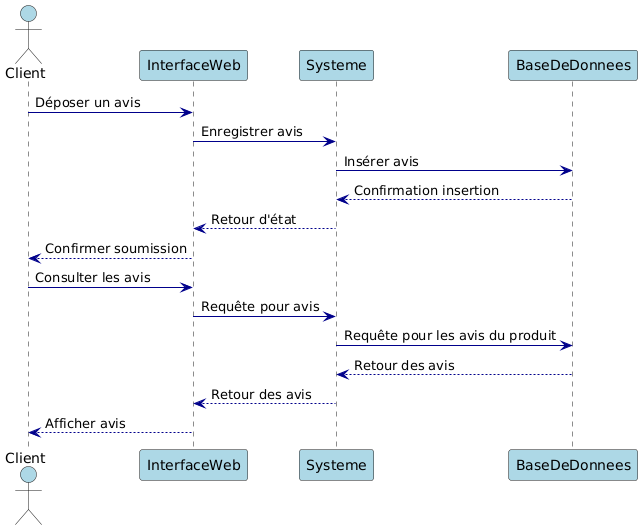 Client
InterfaceWeb
Systeme
BaseDeDonnees
Déposer un avis
Enregistrer avis
Insérer avis
Confirmation insertion
Retour d'état
Confirmer soumission
Consulter les avis
Requête pour avis
Requête pour les avis du produit
Retour des avis
Retour des avis
Afficher avis
Client
InterfaceWeb
Systeme
BaseDeDonnees